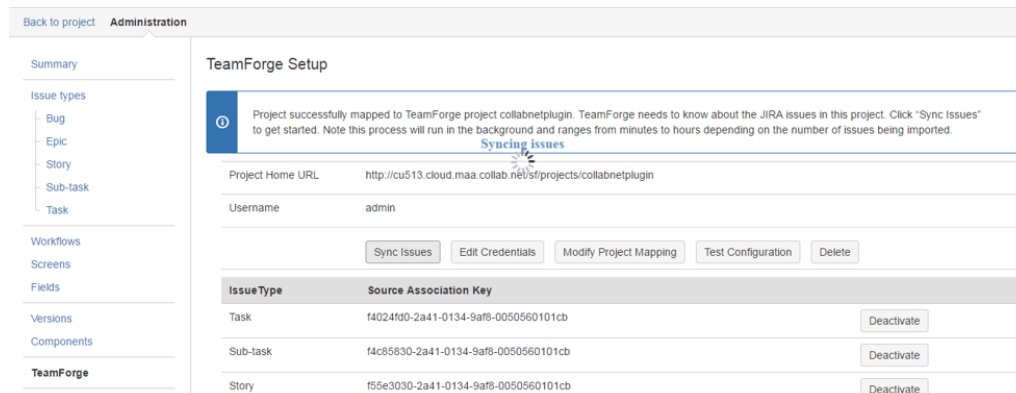 Back to project Administration
Summary
Issue types
Bug
Epic
Story
Sub-task
Task
Workflows
Screens
Fields
Versions
Components
TeamForge
TeamForge Setup
Project successfully mapped to TeamForge project collabnetplugin. TeamForge needs to know about the JIRA issues in this project. Click "Sync Issues"
to get started. Note this process will run in the background and ranges from minutes to hours depending on the number of issues being imported.
Syncing issues
Project Home URL http://cu513.cloud.maa.collab.net/sf/projects/collabnetplugin
Username admin
Sync Issues Edit Credentials Modify Project Mapping Test Configuration Delete
IssueType Source Association Key
Task f4024fd0-2a41-0134-9af8-0050560101cb Deactivate
Sub-task f4c85830-2a41-0134-9af8-0050560101cb Deactivate
Story f55e3030-2a41-0134-9af8-0050560101cb Deactivate